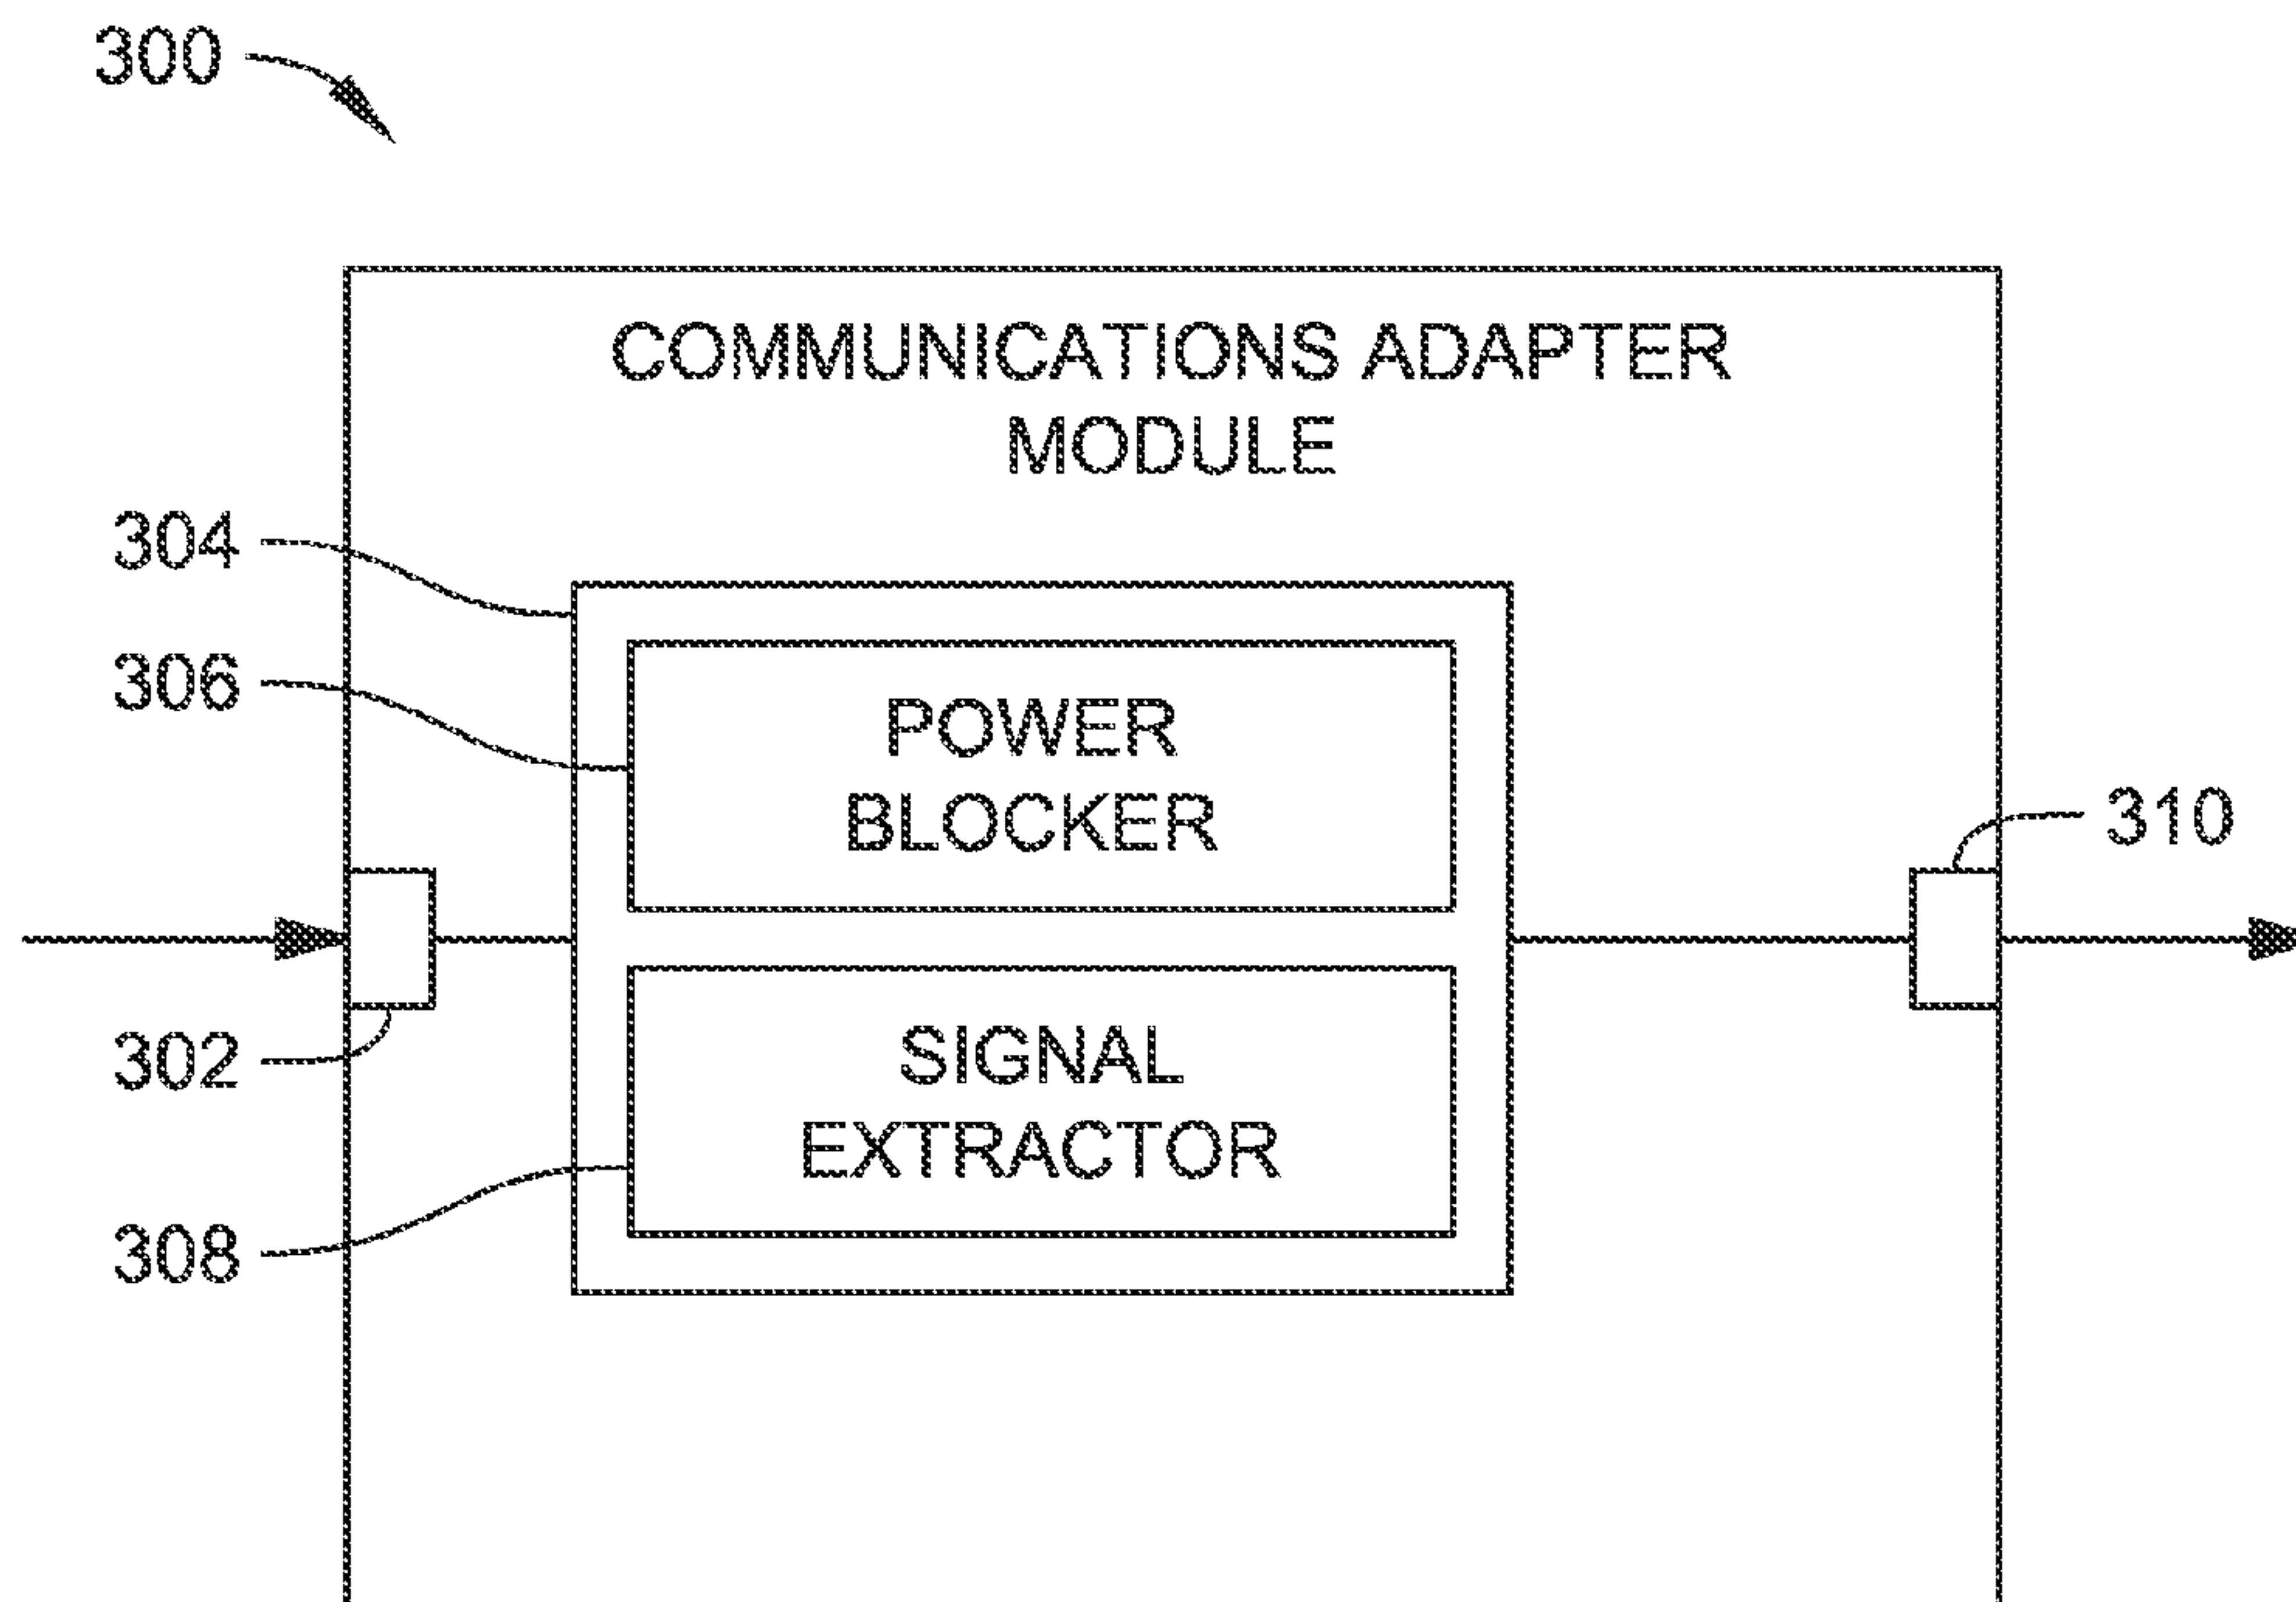 300
COMMUNICATIONS ADAPTER
MODULE
304
306
POWER
BLOCKER
310
302
SIGNAL
EXTRACTOR
308